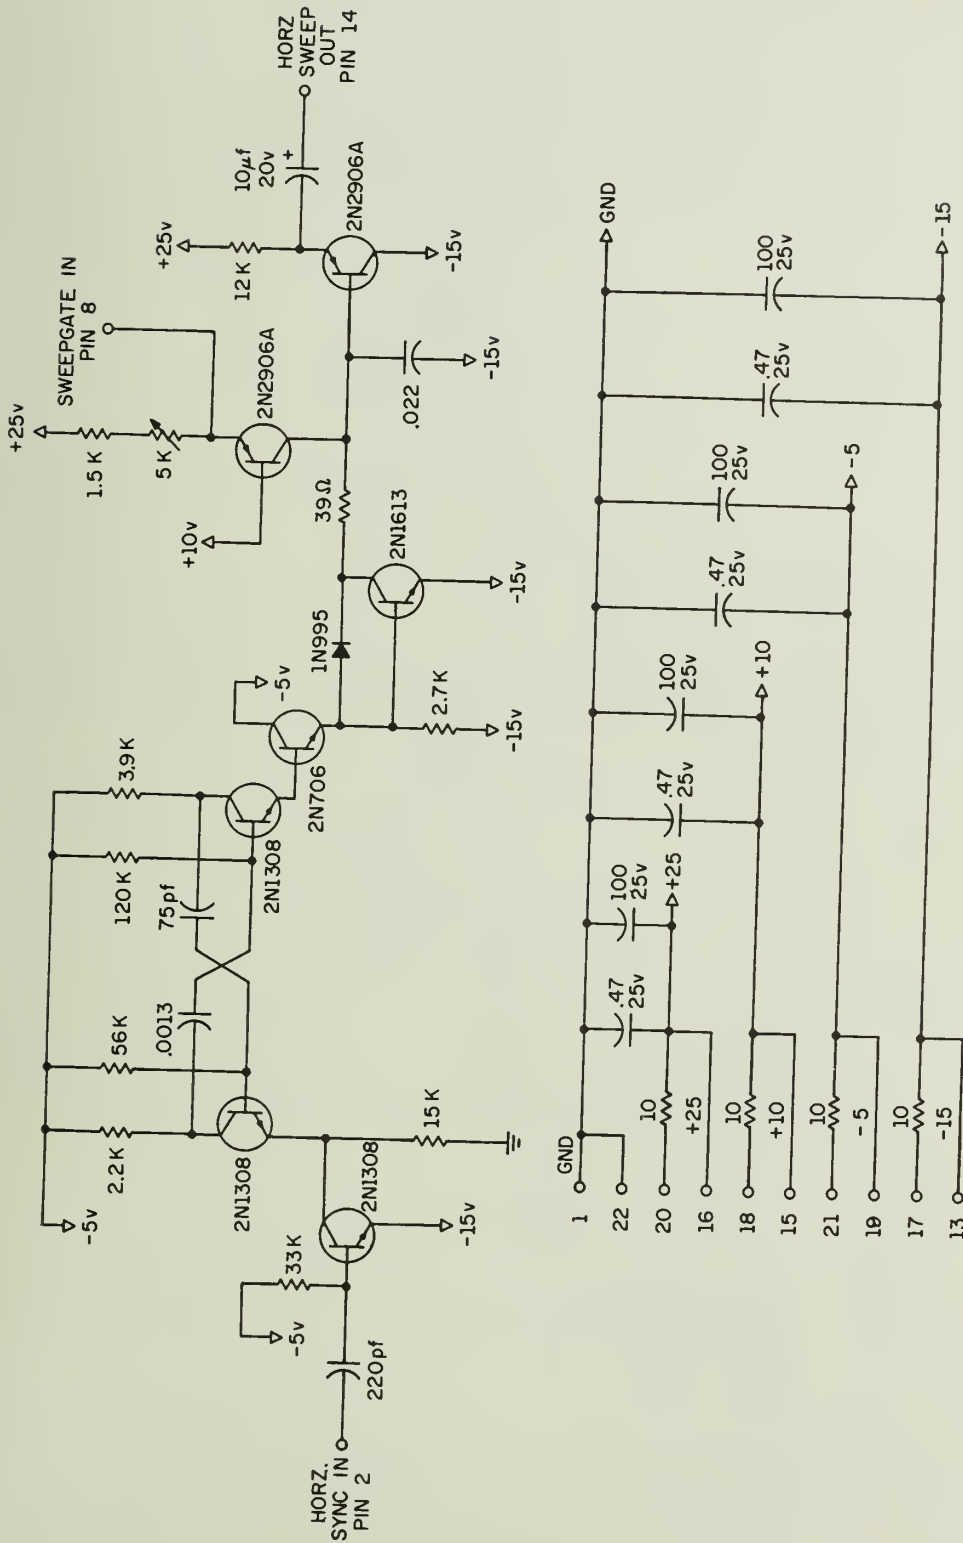 HORZ
SWEEP
OUT
PIN 14
10µf
20v
+
+25v
12K
2N2906A
-15v
SWEEPGATE IN
PIN 8
+25v
1.5K
5K
2N2906A
+10v
.022
-15v
39Ω
2N1613
-15v
1N995
-5v
2.7K
-15v
2N706
3.9K
120K
75pf
2N1308
56K
.0013
2.2K
2N1308
-5v
15K
2N1308
33K
-15v
-5v
220pf
HORZ.
SYNC IN
PIN 2
GND
100
25v
.47
25v
-15
100
25v
-5
.47
25v
100
25v
+10
.47
25v
100
25v
+25
.47
25v
GND
1
22
10
20
+25
16
10
18
+10
15
10
21
-5
19
10
17
-15
13